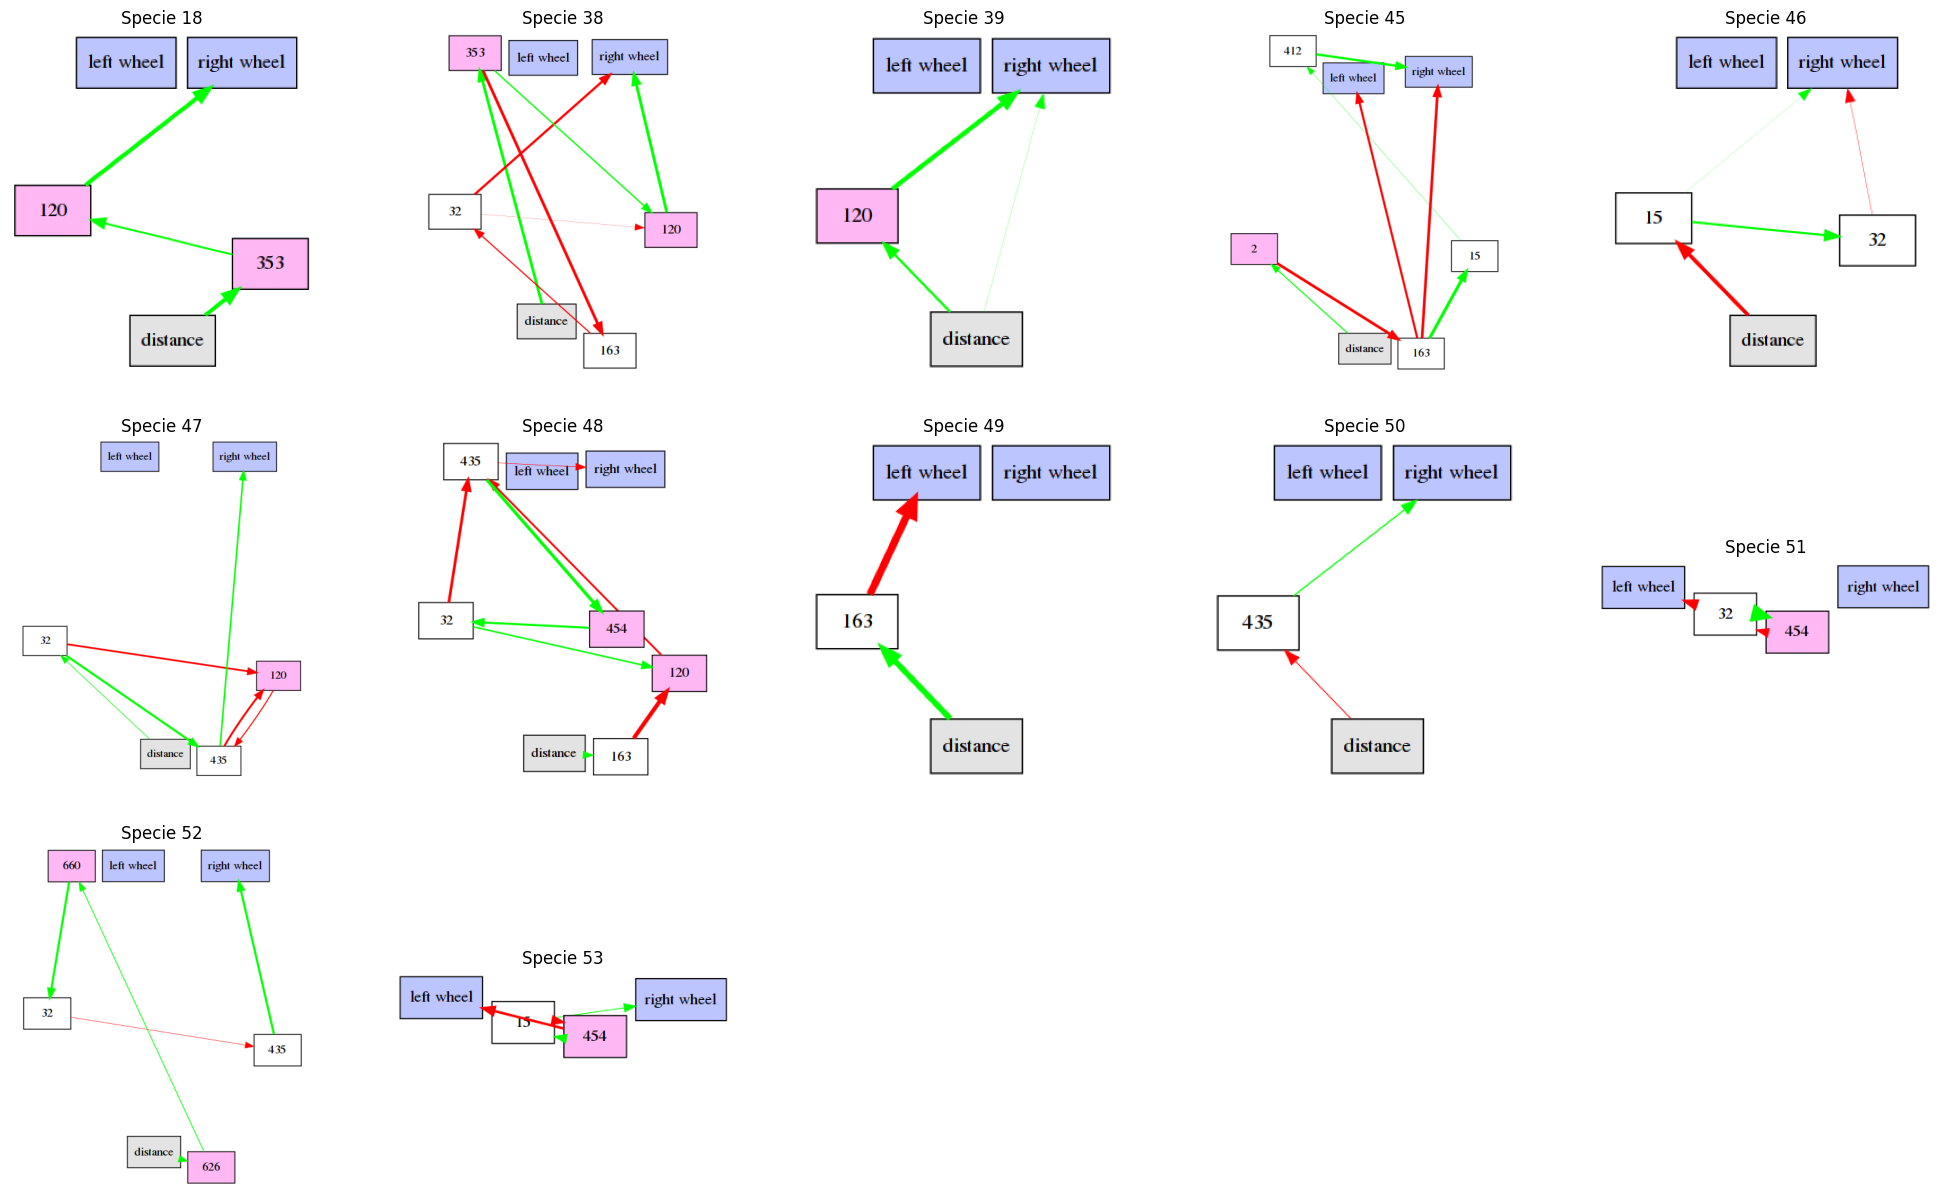 Specie 18
left wheel
right wheel
120
353
distance
Specie 38
353
left wheel
right wheel
32
120
distance
163
Specie 39
left wheel
right wheel
120
distance
Specie 45
412
left wheel
right wheel
2
15
distance
163
Specie 46
left wheel
right wheel
15
32
distance
Specie 47
left wheel
right wheel
32
120
distance
435
Specie 48
435
left wheel
right wheel
32
454
120
distance
163
Specie 49
left wheel
right wheel
163
distance
Specie 50
left wheel
right wheel
435
distance
Specie 51
left wheel
right wheel
32
454
Specie 52
660
left wheel
right wheel
32
435
distance
626
Specie 53
left wheel
right wheel
15
454